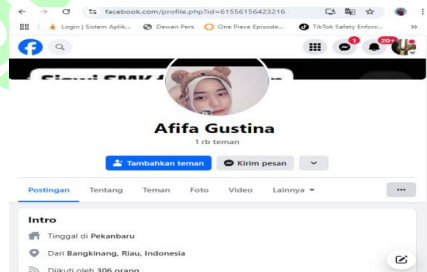 facebook.com/profile.php?id=61556156423216
Login | Sistem Aplik...
Dewan Pers
One Piece Episode...
TikTok Safety Enforc...
1
20+
Afifa Gustina
1 rb teman
Tambahkan teman
Kirim pesan
Postingan Tentang Teman Foto Video Lainnya
Intro
Tinggal di Pekanbaru
Dari Bangkinang, Riau, Indonesia
Diikuti oleh 306 orang